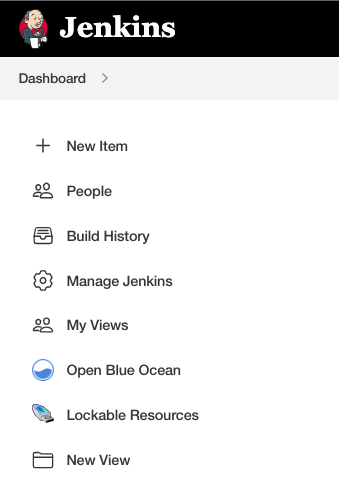 Jenkins
Dashboard
New Item
People
Build History
Manage Jenkins
My Views
Open Blue Ocean
Lockable Resources
New View